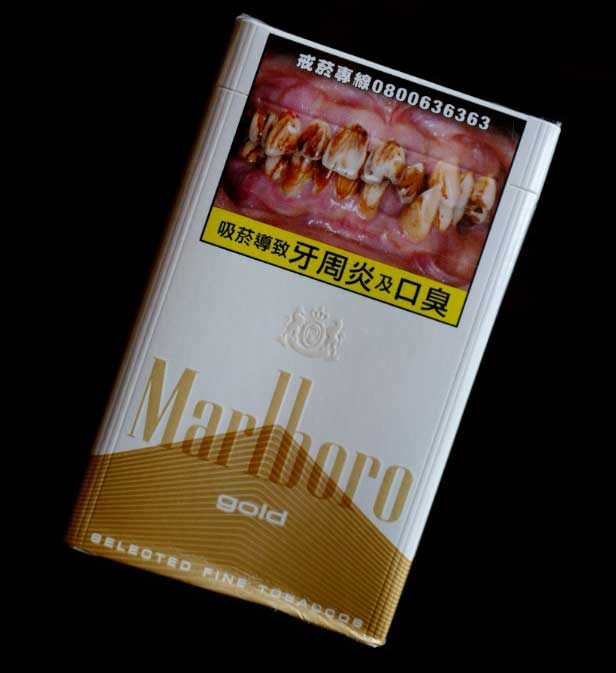 戒菸專線0800636363
吸菸導致牙周炎及口臭
Marlboro
gold
SELECTED FINE TOBACCOS